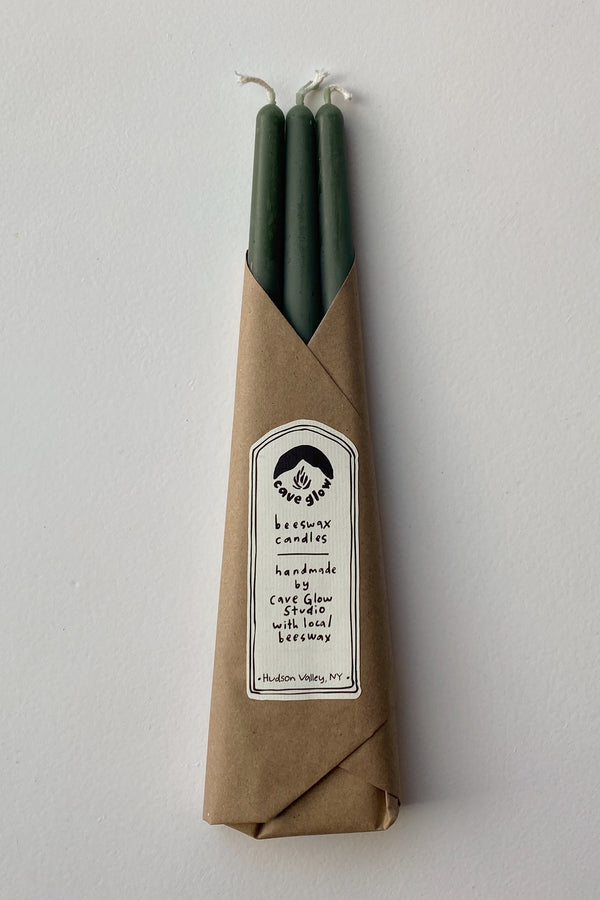 cave glow
beeswax
candles
handmade
by
Cave Glow
Studio
with local
beeswax
• Hudson Valley, NY •